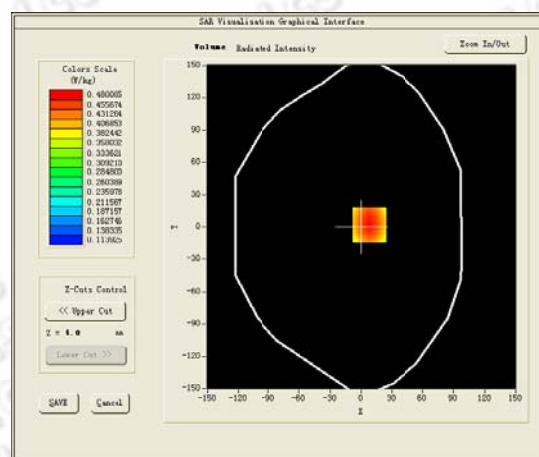 SAR Visualisation Graphical Interface
Volume Radiated Intensity
Zoom In/Out
Colors Scale
(W/kg)
0.480085
0.455674
0.431264
0.406853
0.382442
0.358032
0.333621
0.309210
0.284800
0.260389
0.235978
0.211567
0.187157
0.162746
0.138335
0.113925
Z-Cuts Control
<< Upper Cut
Z = 4.0 mm
Lower Cut >>
SAVE
Cancel
150
120
90
60
30
0
-30
-60
-90
-120
-150
Y
-150 -120 -90 -60 -30 0 30 60 90 120 150
X